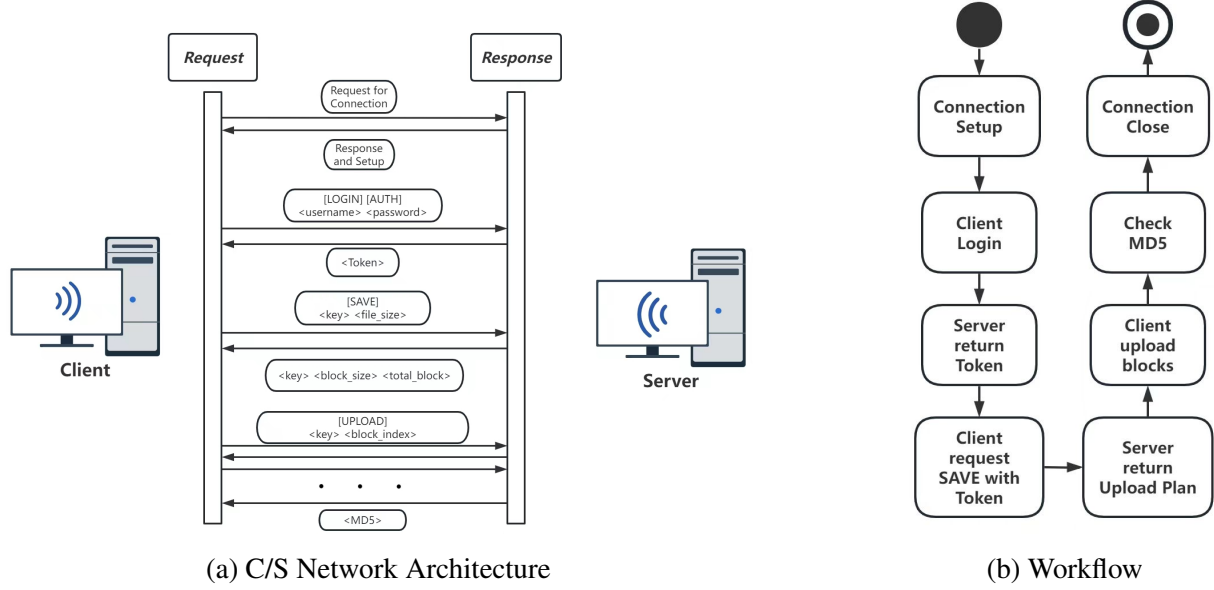 Request
Response
Request for
Connection
Response
and Setup
[LOGIN] [AUTH]
<username> <password>
<Token>
[SAVE]
<key> <file_size>
<key> <block_size> <total_block>
[UPLOAD]
<key> <block_index>
. . .
<MD5>
Client
Server
(a) C/S Network Architecture
Connection
Setup
Client
Login
Server
return
Token
Client
request
SAVE with
Token
Server
return
Upload Plan
Client
upload
blocks
Check
MD5
Connection
Close
(b) Workflow